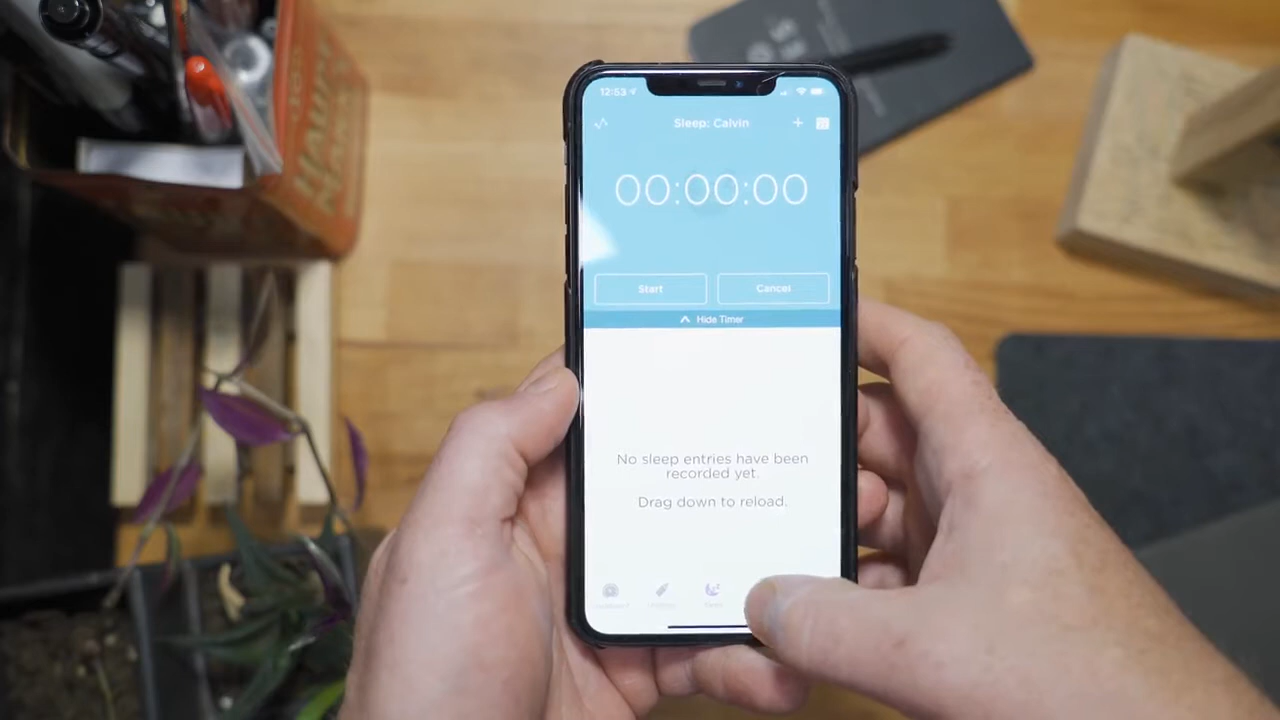 12:53
Sleep: Calvin
00:00:00
Start Cancel
Hide Timer
No sleep entries have been
recorded yet.
Drag down to reload.